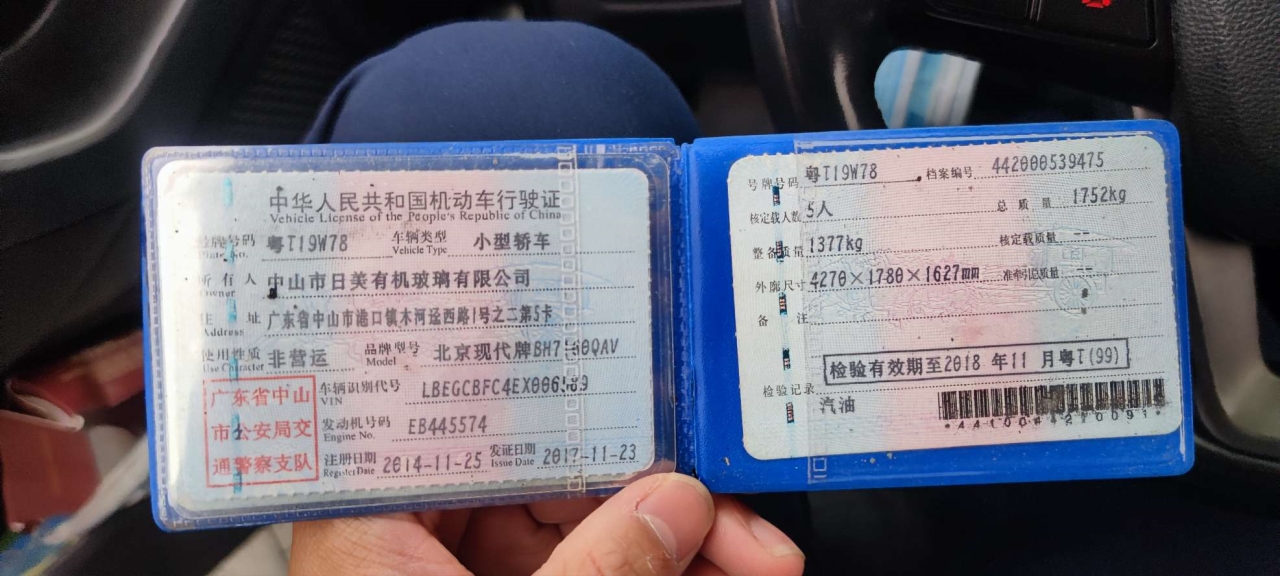 中华人民共和国机动车行驶证
Vehicle License of the People's Republic of China
号牌号码 粤T19W78 车辆类型 小型轿车
Plate No. Vehicle Type
所有人 中山市日美有机玻璃有限公司
Owner
住址 广东省中山市港口镇木河迳西路1号之二第5卡
Address
使用性质 非营运 品牌型号 北京现代牌
Use Character Model
广东省中山
市公安局交
通警察支队
车辆识别代号
VIN
发动机号码 EB445574
Engine No.
注册日期 2014-11-25 发证日期 2017-11-23
Register Date Issue Date
号牌号码 粤T19W78 档案编号 442000539475
核定载人数 5人 总质量 1752kg
整备质量 1377kg 核定载质量 --
外廓尺寸 4270×1780×1627mm 准牵引总质量 --
备注
检验有效期至2018年11月粤T(99)
检验记录
汽油